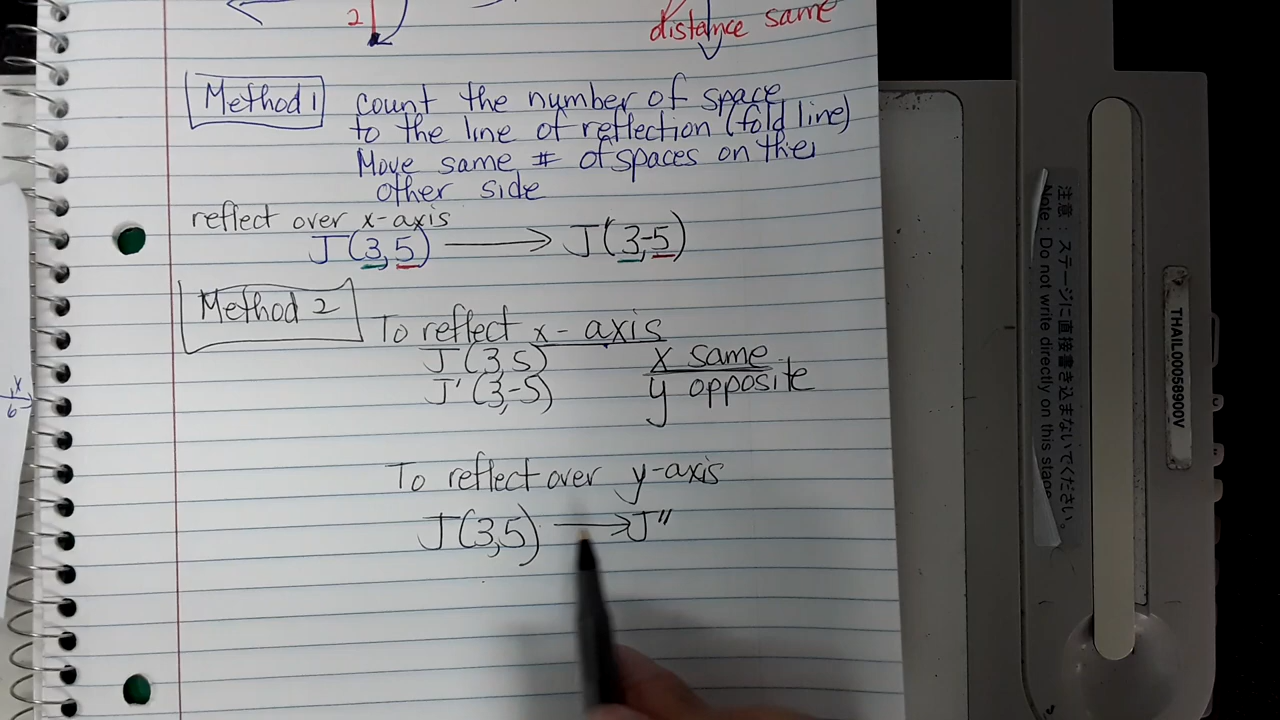 2
distance same
Method 1
count the number of space
to the line of reflection (fold line)
Move same # of spaces on the
other side
reflect over x-axis
J(3,5) → J(3-5)
Method 2
To reflect x-axis
J(3,5) x same
J'(3,-5) y opposite
To reflect over y-axis
J(3,5) → J"
x
6
注意：ステージに直接書き込まないでください。
Note: Do not write directly on this stage.
THAIL00058900V